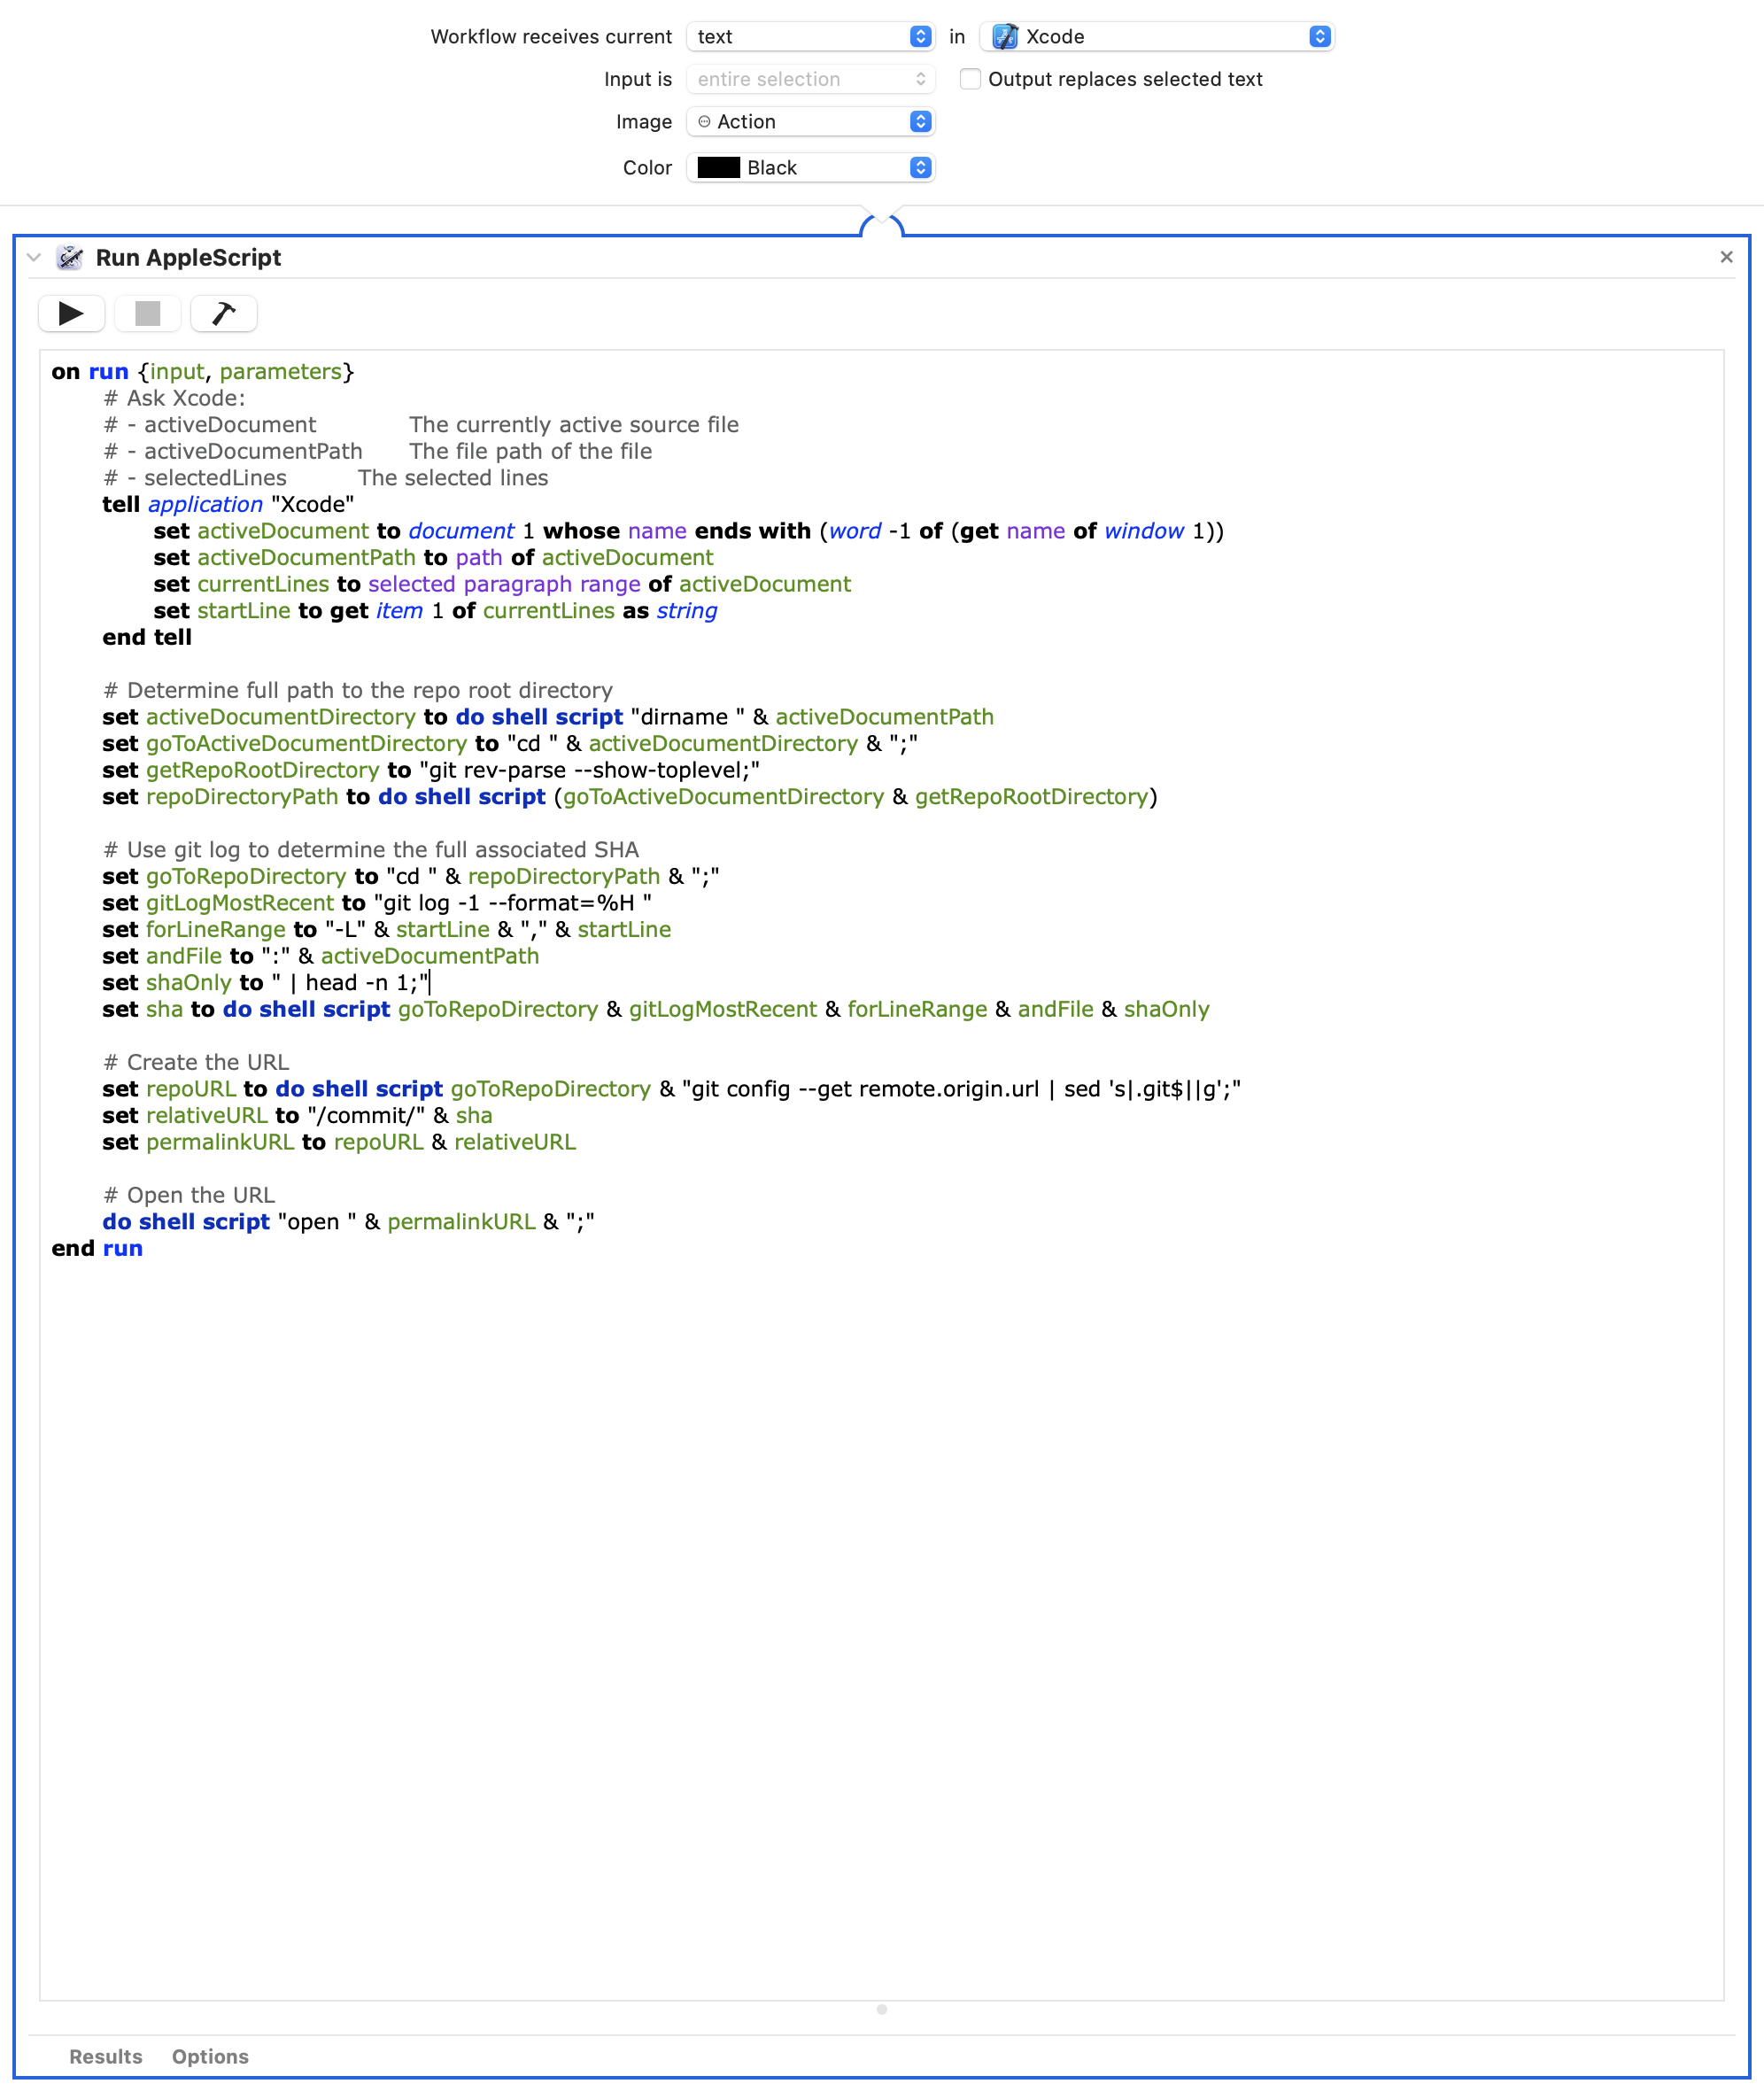 Workflow receives current text in Xcode
Input is entire selection Output replaces selected text
Image Action
Color Black
Run AppleScript
on run {input, parameters}
# Ask Xcode:
# - activeDocument The currently active source file
# - activeDocumentPath The file path of the file
# - selectedLines The selected lines
tell application "Xcode"
set activeDocument to document 1 whose name ends with (word -1 of (get name of window 1))
set activeDocumentPath to path of activeDocument
set currentLines to selected paragraph range of activeDocument
set startLine to get item 1 of currentLines as string
end tell
# Determine full path to the repo root directory
set activeDocumentDirectory to do shell script "dirname " & activeDocumentPath
set goToActiveDocumentDirectory to "cd " & activeDocumentDirectory & ";"
set getRepoRootDirectory to "git rev-parse --show-toplevel;"
set repoDirectoryPath to do shell script (goToActiveDocumentDirectory & getRepoRootDirectory)
# Use git log to determine the full associated SHA
set goToRepoDirectory to "cd " & repoDirectoryPath & ";"
set gitLogMostRecent to "git log -1 --format=%H "
set forLineRange to "-L" & startLine & "," & startLine
set andFile to ":" & activeDocumentPath
set shaOnly to " | head -n 1;"
set sha to do shell script goToRepoDirectory & gitLogMostRecent & forLineRange & andFile & shaOnly
# Create the URL
set repoURL to do shell script goToRepoDirectory & "git config --get remote.origin.url | sed 's|.git$||g';"
set relativeURL to "/commit/" & sha
set permalinkURL to repoURL & relativeURL
# Open the URL
do shell script "open " & permalinkURL & ";"
end run
Results Options